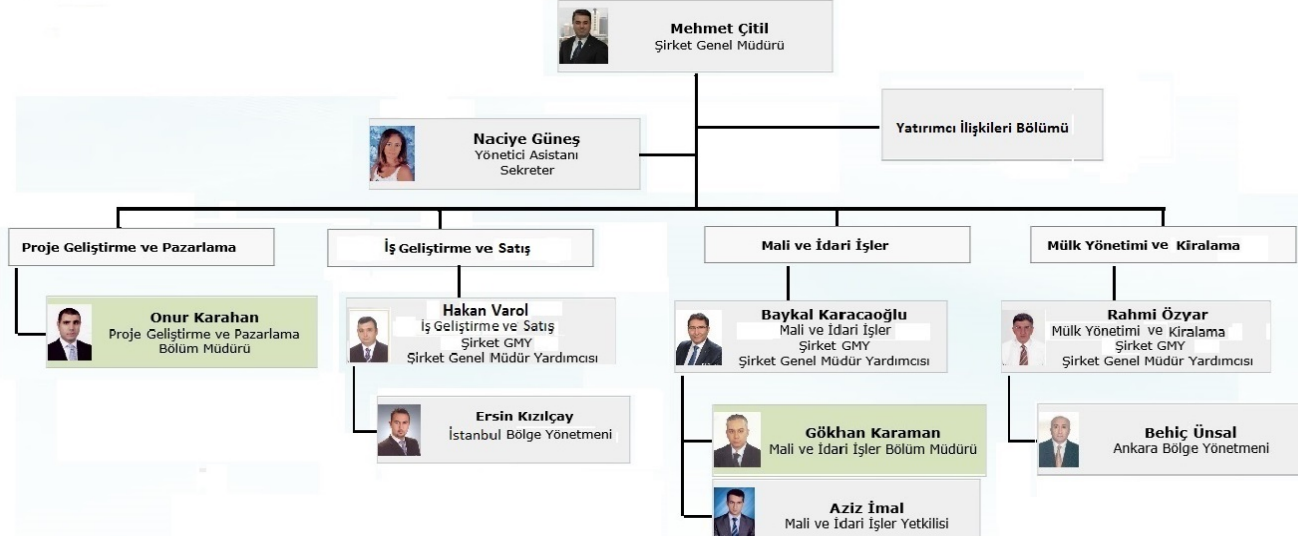 Mehmet Çitil
Şirket Genel Müdürü
Yatırımcı İlişkileri Bölümü
Naciye Güneş
Yönetici Asistanı
Sekreter
Proje Geliştirme ve Pazarlama
İş Geliştirme ve Satış
Mali ve İdari İşler
Mülk Yönetimi ve Kiralama
Onur Karahan
Proje Geliştirme ve Pazarlama
Bölüm Müdürü
Hakan Varol
İş Geliştirme ve Satış
Şirket GMY
Şirket Genel Müdür Yardımcısı
Ersin Kızılçay
İstanbul Bölge Yönetmeni
Baykal Karacaoğlu
Mali ve İdari İşler
Şirket GMY
Şirket Genel Müdür Yardımcısı
Gökhan Karaman
Mali ve İdari İşler Bölüm Müdürü
Aziz İmal
Mali ve İdari İşler Yetkilisi
Rahmi Özyar
Mülk Yönetimi ve Kiralama
Şirket GMY
Şirket Genel Müdür Yardımcısı
Behiç Ünsal
Ankara Bölge Yönetmeni